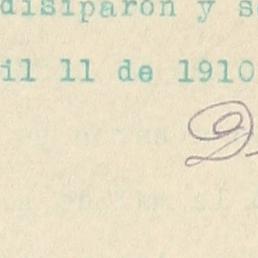 disiparon y s
il 11 de 1910